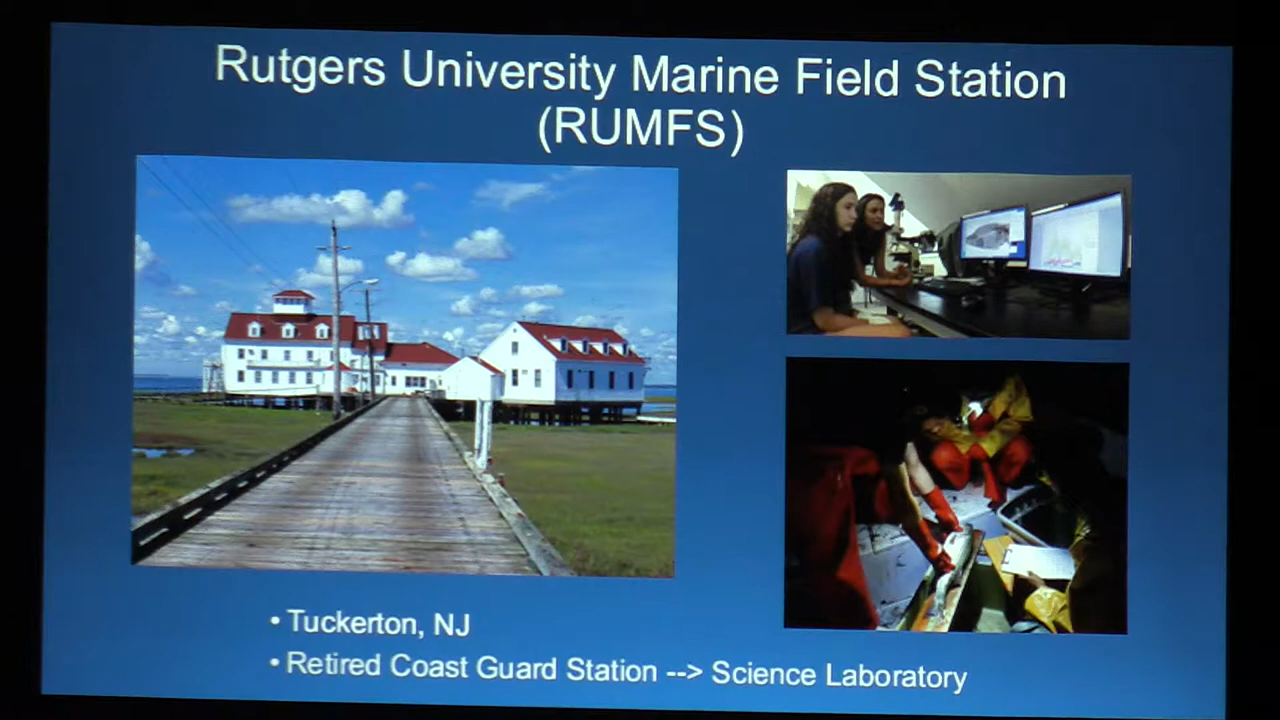 Rutgers University Marine Field Station
(RUMFS)
• Tuckerton, NJ
• Retired Coast Guard Station --> Science Laboratory